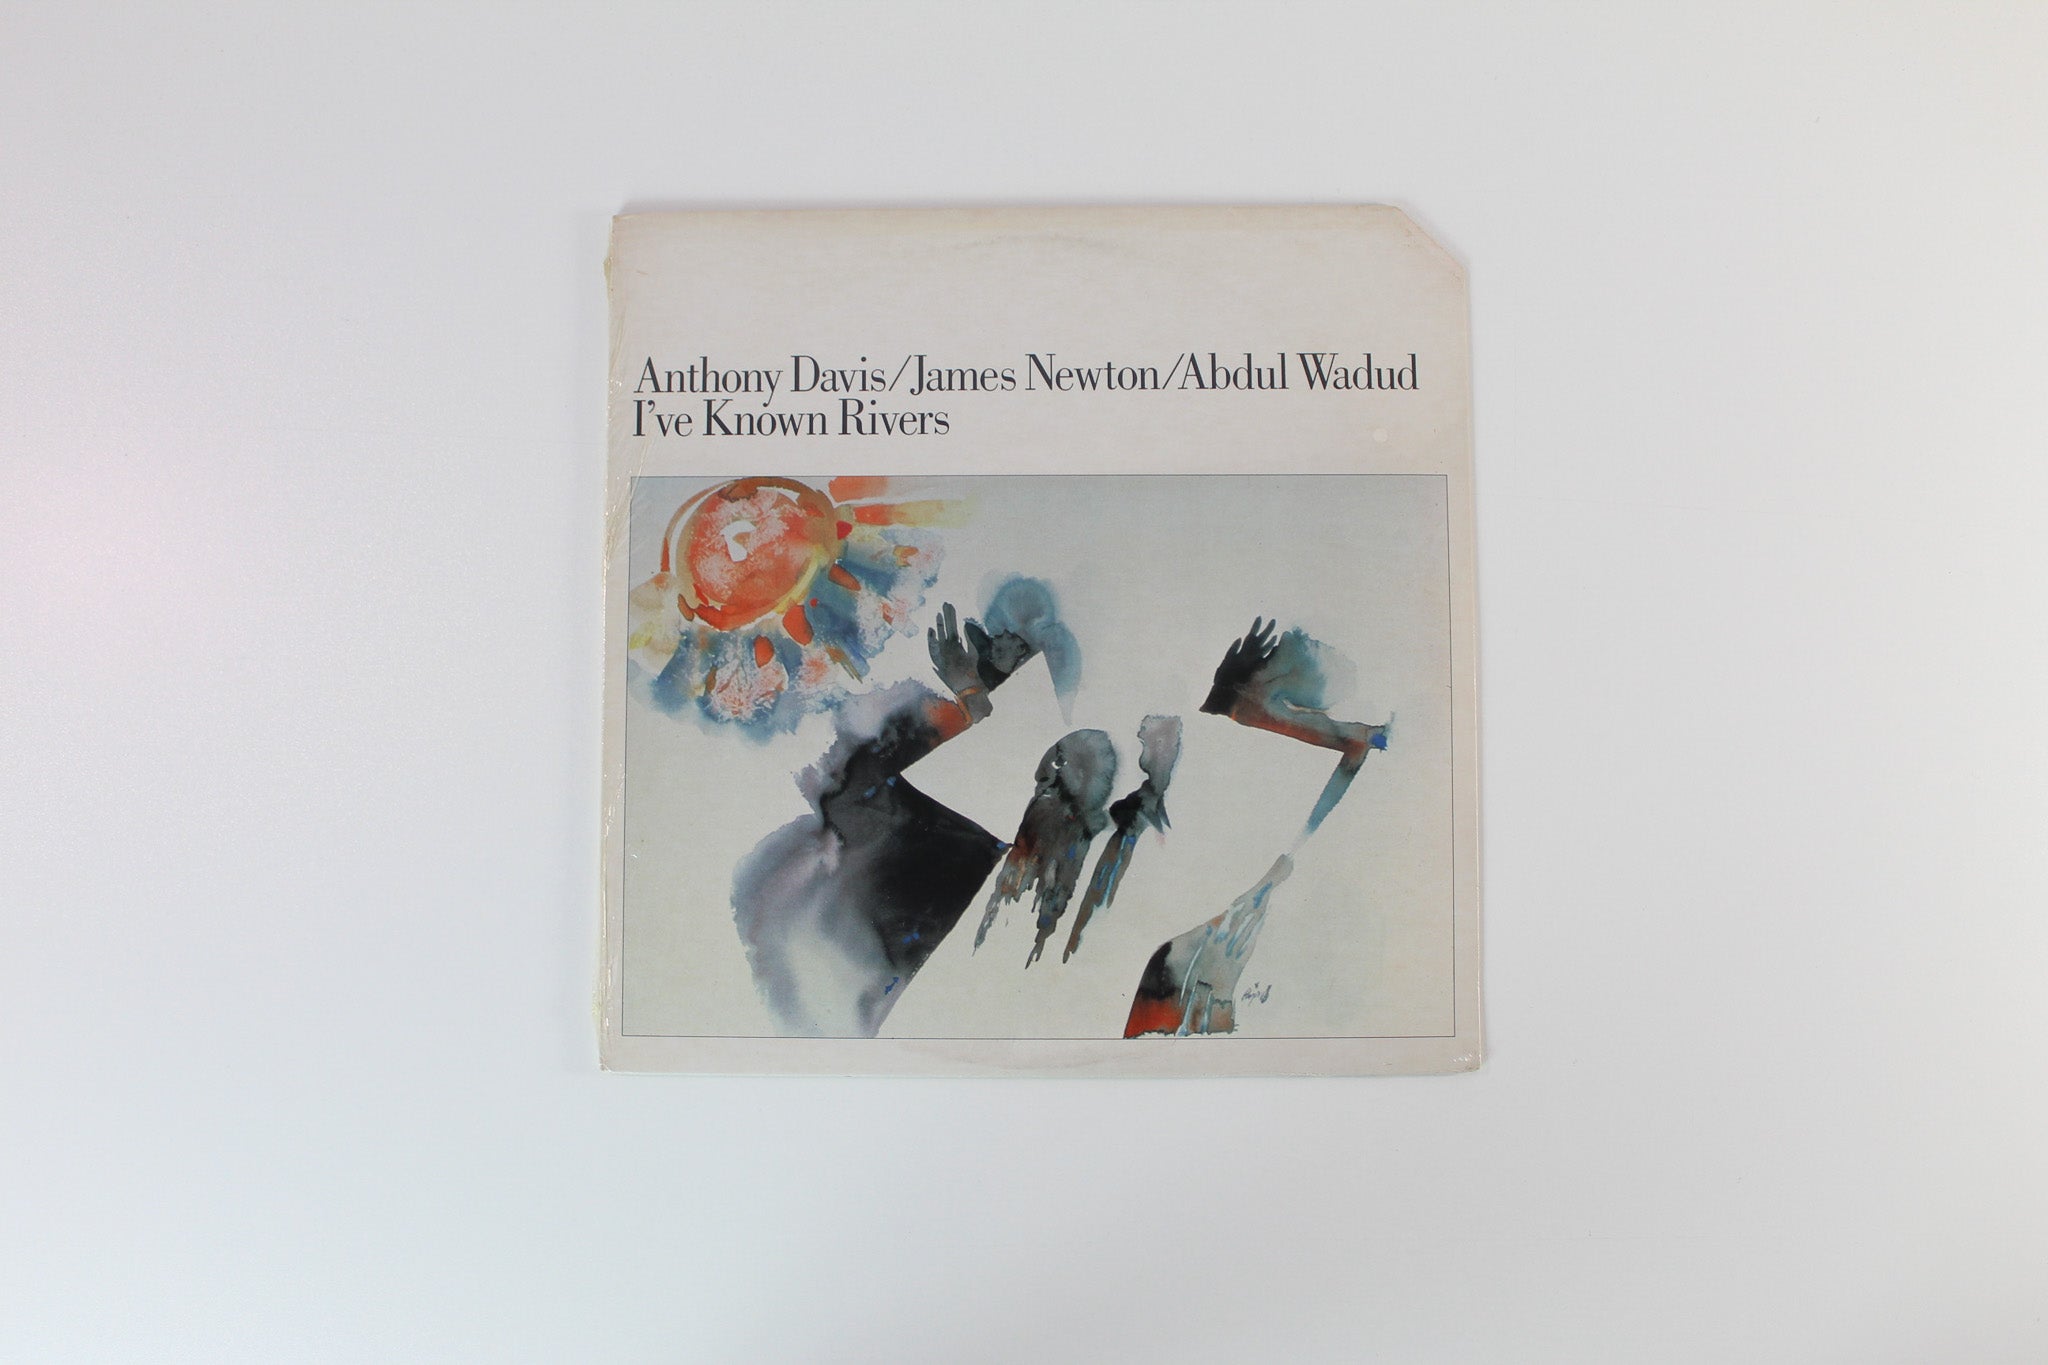 Anthony Davis/James Newton/Abdul Wadud
I've Known Rivers